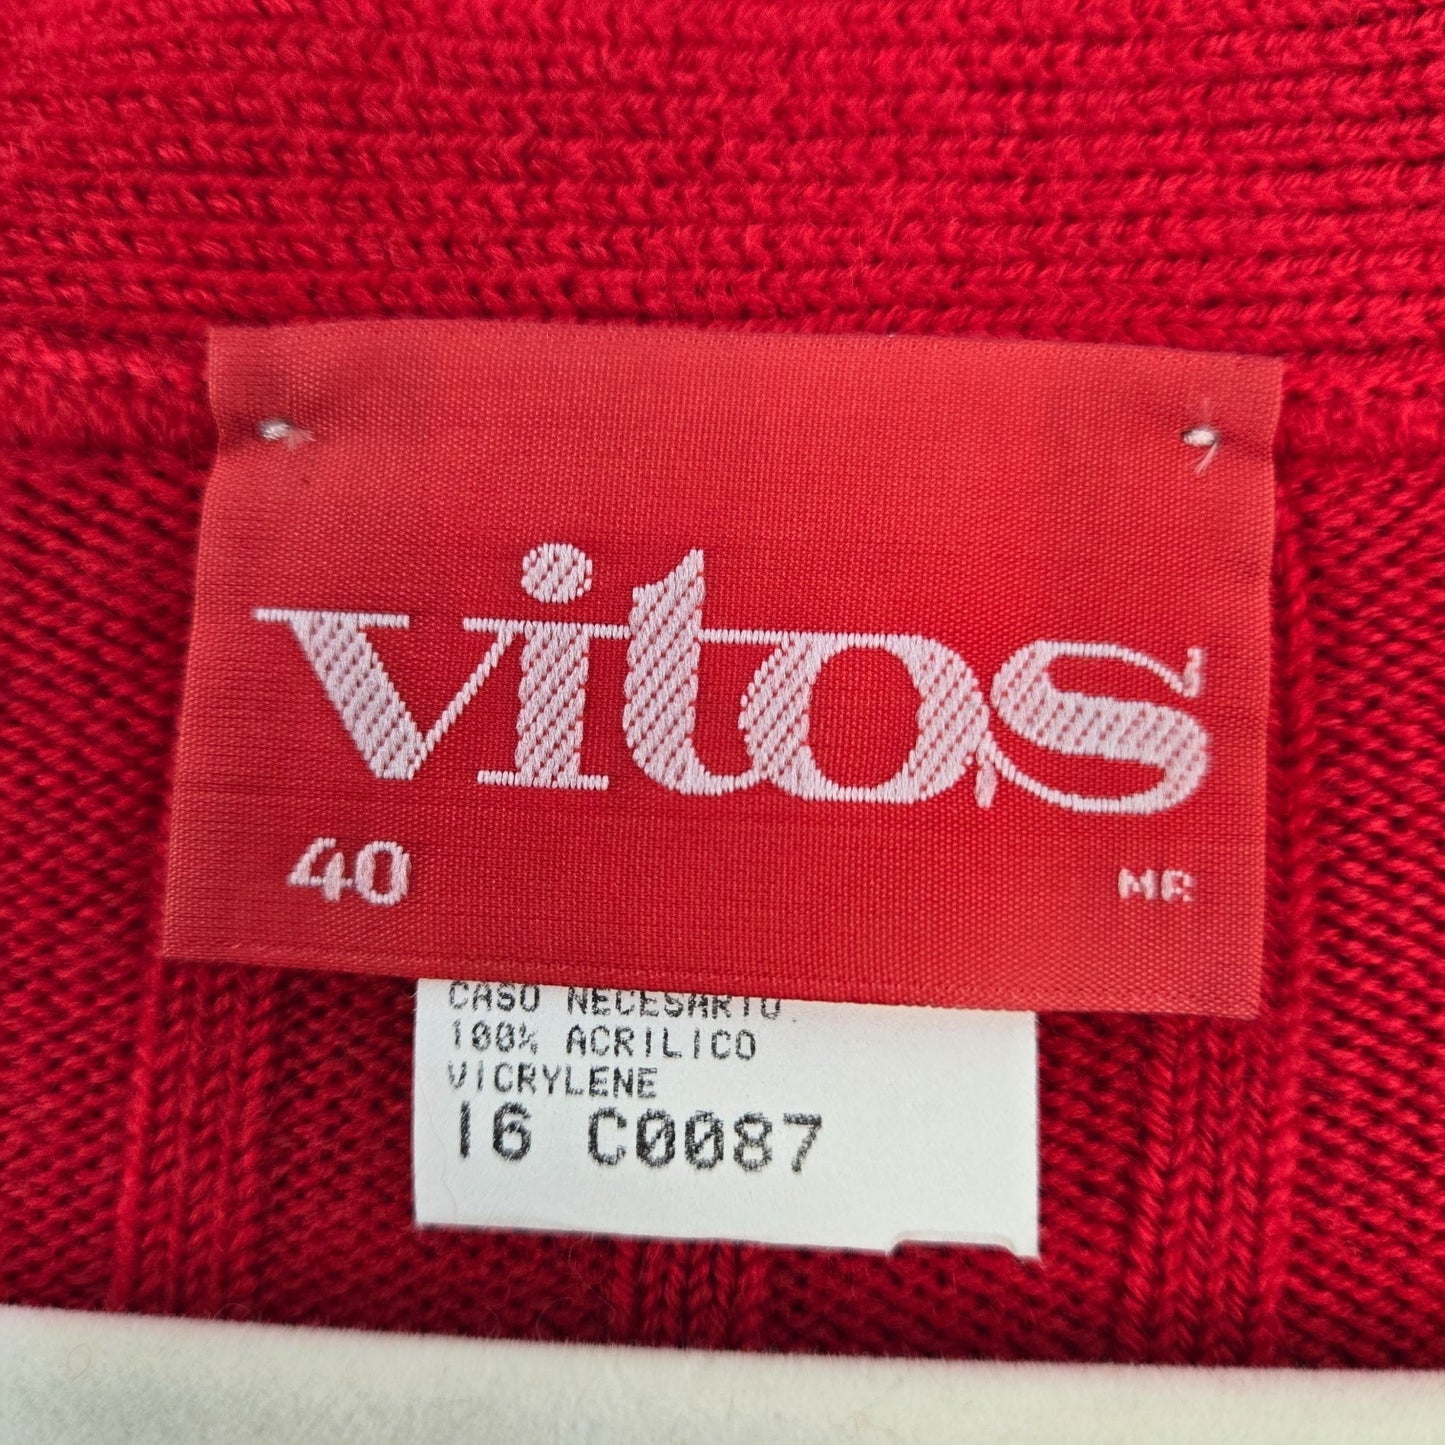 vitos
40 MR
CASO NECESARIO.
100% ACRILICO
VICRYLENE
16 C0087